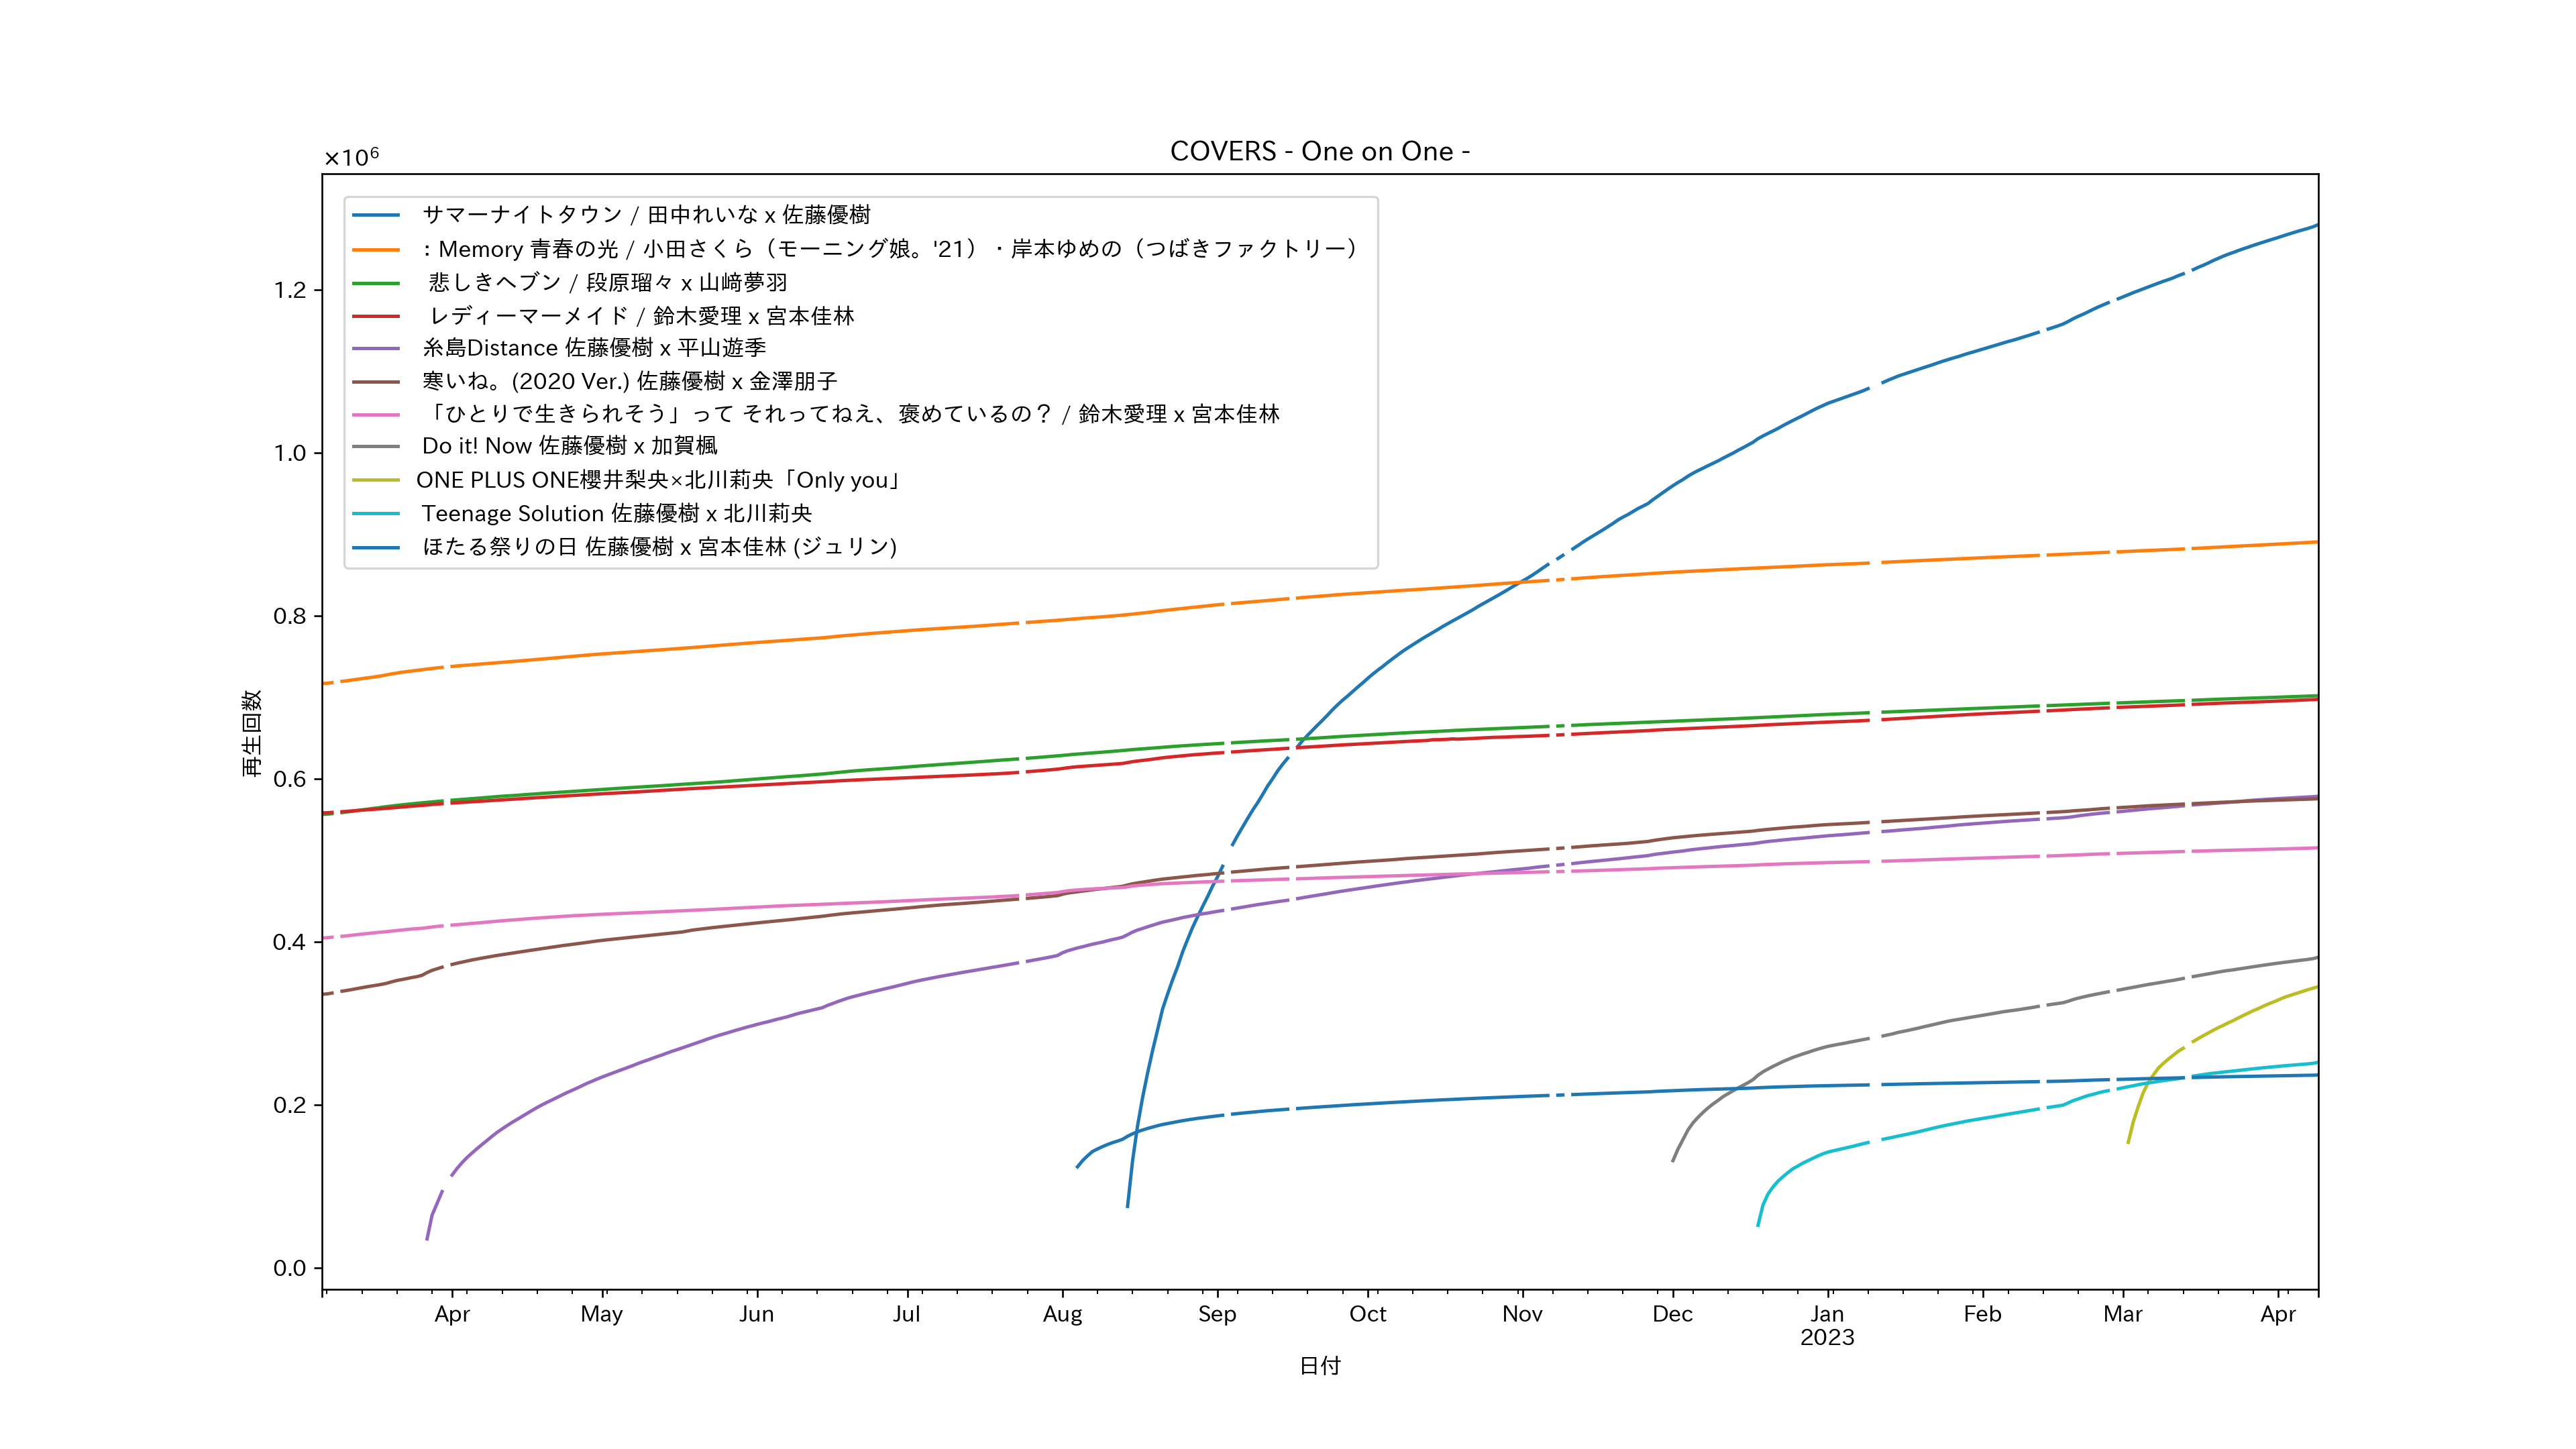 COVERS - One on One -
×10⁶
サマーナイトタウン / 田中れいな x 佐藤優樹
: Memory 青春の光 / 小田さくら（モーニング娘。'21）・岸本ゆめの（つばきファクトリー）
悲しきヘブン / 段原瑠々 x 山﨑夢羽
レディーマーメイド / 鈴木愛理 x 宮本佳林
糸島Distance 佐藤優樹 x 平山遊季
寒いね。(2020 Ver.) 佐藤優樹 x 金澤朋子
「ひとりで生きられそう」って それってねえ、褒めているの？ / 鈴木愛理 x 宮本佳林
Do it! Now 佐藤優樹 x 加賀楓
ONE PLUS ONE櫻井梨央×北川莉央「Only you」
Teenage Solution 佐藤優樹 x 北川莉央
ほたる祭りの日 佐藤優樹 x 宮本佳林 (ジュリン)
1.2
1.0
0.8
0.6
0.4
0.2
0.0
再生回数
Apr May Jun Jul Aug Sep Oct Nov Dec Jan Feb Mar Apr
2023
日付